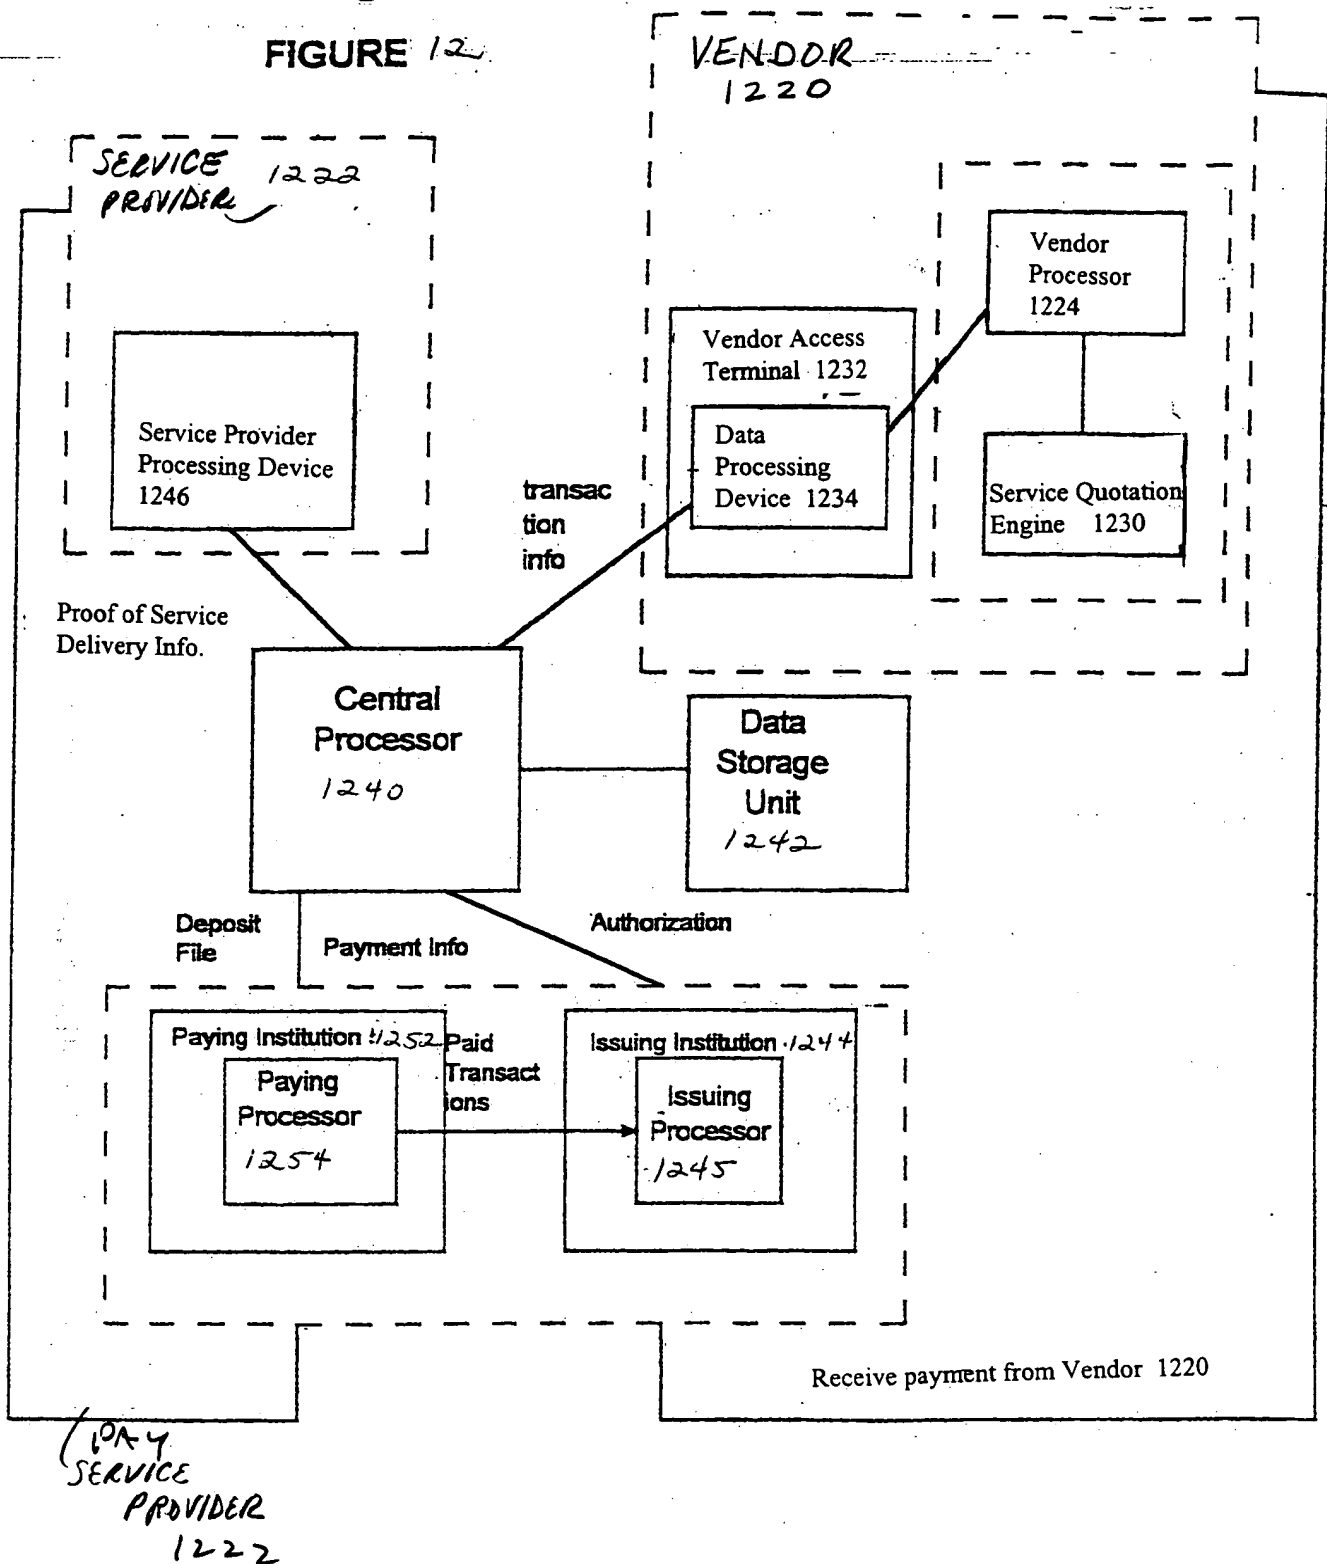 FIGURE 12
VENDOR
1220
SERVICE 1222
PROVIDER
Vendor
Processor
1224
Vendor Access
Terminal 1232
Data
Processing
Device 1234
Service Quotation
Engine 1230
Service Provider
Processing Device
1246
transac
tion
info
Proof of Service
Delivery Info.
Central
Processor
1240
Data
Storage
Unit
1242
Deposit
File
Payment Info
Authorization
Paying Institution 1252
Paying
Processor
1254
Paid
Transact
ions
Issuing Institution 1244
Issuing
Processor
1245
Receive payment from Vendor 1220
PAY
SERVICE
PROVIDER
1222